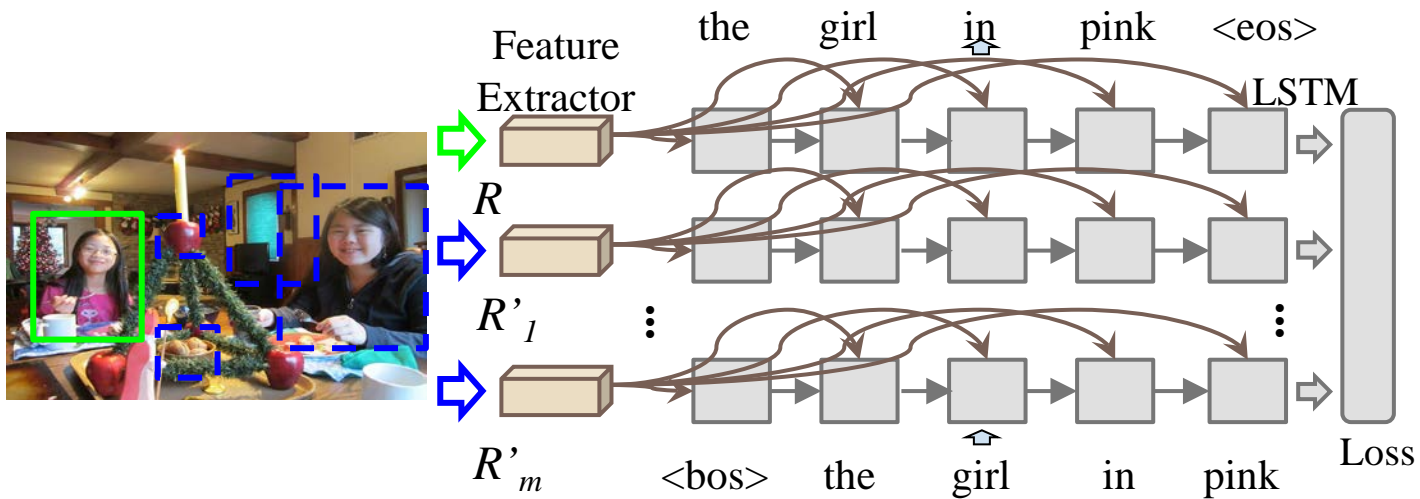 the girl in pink <eos>
Feature
Extractor
LSTM
R
R’1
R’m
<bos> the girl in pink
Loss